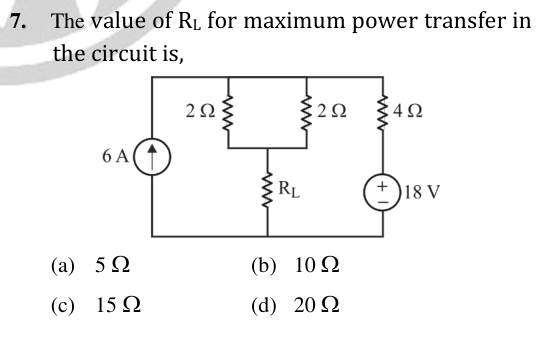 7. The value of RL for maximum power transfer in
the circuit is,
2 Ω 2 Ω 4 Ω
6 A
RL
+ 18 V
(a) 5 Ω (b) 10 Ω
(c) 15 Ω (d) 20 Ω